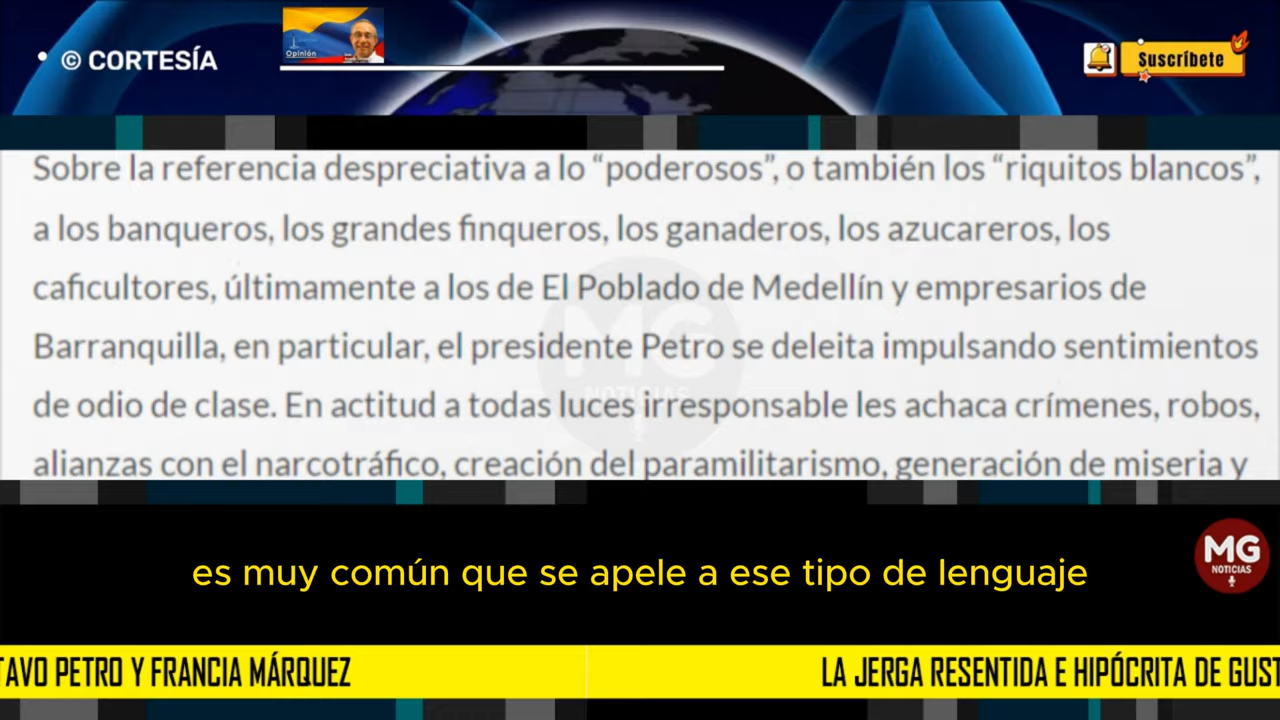 © CORTESÍA
Opinión
Suscríbete
Sobre la referencia despreciativa a lo “poderosos”, o también los “riquitos blancos”,
a los banqueros, los grandes finqueros, los ganaderos, los azucareros, los
caficultores, últimamente a los de El Poblado de Medellín y empresarios de
Barranquilla, en particular, el presidente Petro se deleita impulsando sentimientos
de odio de clase. En actitud a todas luces irresponsable les achaca crímenes, robos,
alianzas con el narcotráfico, creación del paramilitarismo, generación de miseria y
MG
NOTICIAS
es muy común que se apele a ese tipo de lenguaje
MG
NOTICIAS
TAVO PETRO Y FRANCIA MÁRQUEZ
LA JERGA RESENTIDA E HIPÓCRITA DE GUST